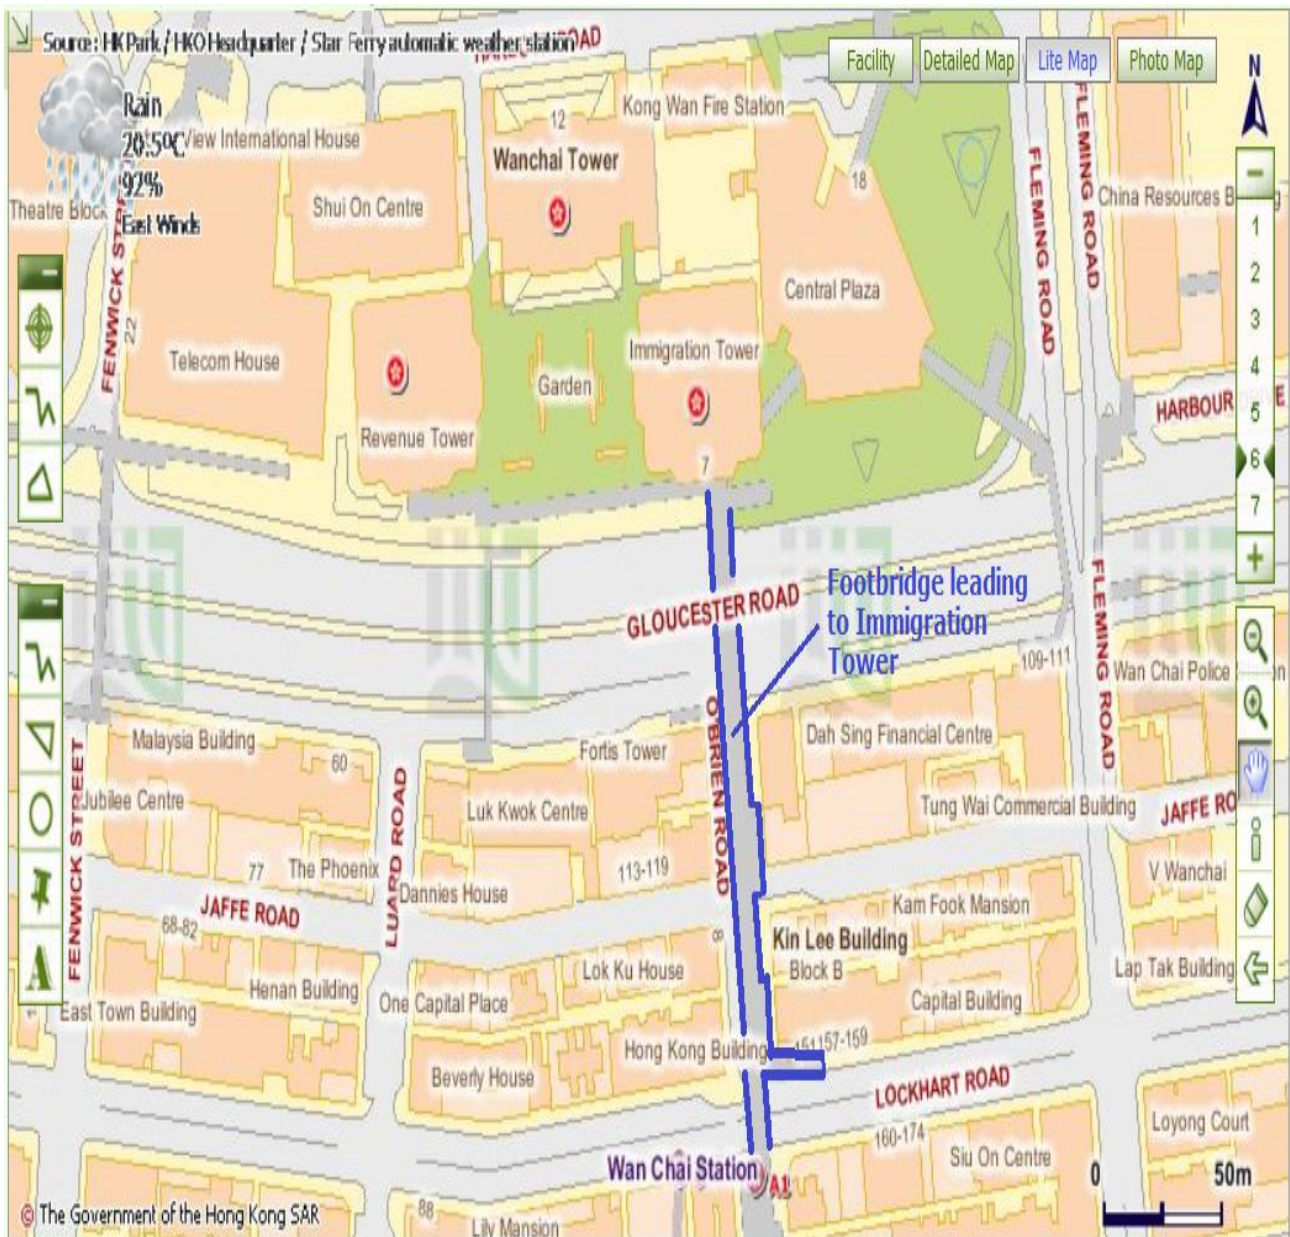 Source: HK Park / HKO Headquarter / Star Ferry automatic weather station
Facility
Detailed Map
Lite Map
Photo Map
N
Rain
20.5°C
92%
East Winds
View International House
Theatre Block
Shui On Centre
12
Wanchai Tower
Kong Wan Fire Station
18
FLEMING ROAD
FLEMING ROAD
China Resources
Central Plaza
FENWICK STREET
22
Telecom House
Revenue Tower
Garden
Immigration Tower
7
HARBOUR
1
2
3
4
5
6
7
GLOUCESTER ROAD
Footbridge leading
to Immigration
Tower
109-111
FLEMING ROAD
Wan Chai Police
Malaysia Building
60
Jubilee Centre
FENWICK STREET
LUARD ROAD
Fortis Tower
Luk Kwok Centre
O'BRIEN ROAD
Dah Sing Financial Centre
Tung Wai Commercial Building
JAFFE RO
77
The Phoenix
Dannies House
113-119
V Wanchai
68-82
JAFFE ROAD
8
Kam Fook Mansion
Kin Lee Building
Block B
Lok Ku House
Henan Building
One Capital Place
Capital Building
Lap Tak Building
East Town Building
1
Hong Kong Building
151
157-159
Beverly House
LOCKHART ROAD
160-174
Siu On Centre
Loyong Court
Wan Chai Station
A1
0
50m
88
Lily Mansion
© The Government of the Hong Kong SAR
A